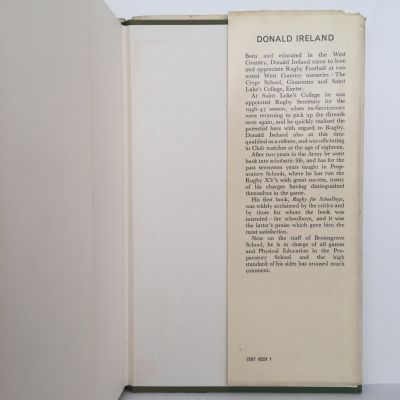 DONALD IRELAND
Born and educated in the West
Country, Donald Ireland came to love
and appreciate Rugby Football at two
noted West Country nurseries – The
Crypt School, Gloucester and Saint
Luke's College, Exeter.
At Saint Luke's College he was
appointed Rugby Secretary for the
1946-47 season, when ex-Servicemen
were returning to pick up the threads
once again, and he quickly realized the
potential here with regard to Rugby.
Donald Ireland also at this time
qualified as a referee, and was officiating
in Club matches at the age of eighteen.
After two years in the Army he went
back into scholastic life, and has for the
past seventeen years taught in Prep-
aratory Schools, where he has run the
Rugby XV's with great success, many
of his charges having distinguished
themselves in the game.
His first book, Rugby for Schoolboys,
was widely acclaimed by the critics and
by those for whom the book was
intended – the schoolboys, and it was
the latter's praise which gave him the
most satisfaction.
Now on the staff of Bromsgrove
School, he is in charge of all games
and Physical Education in the Pre-
paratory School and the high
standard of his sides has aroused much
comment.
7207 0229 1